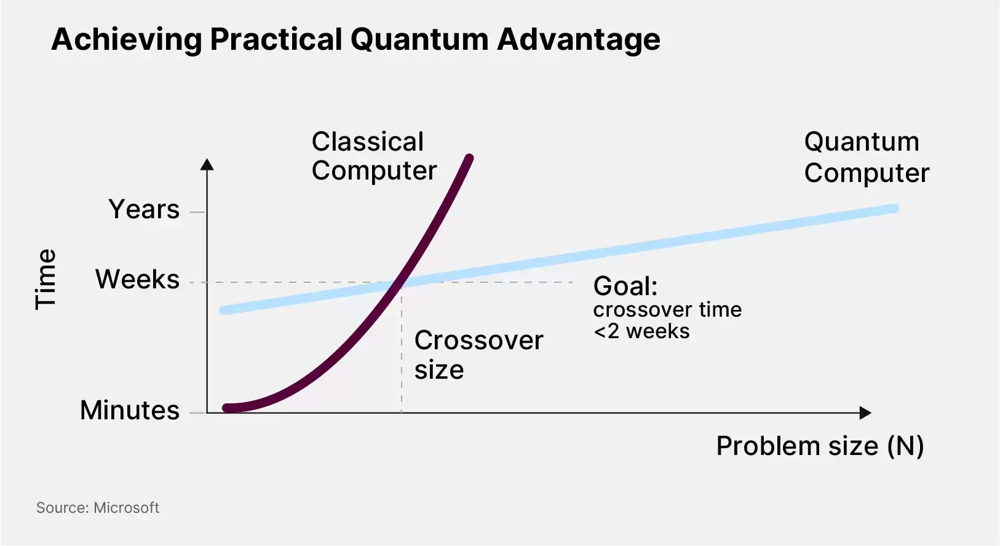 Achieving Practical Quantum Advantage
Classical
Computer
Quantum
Computer
Years
Weeks
Minutes
Time
Goal:
crossover time
<2 weeks
Crossover
size
Problem size (N)
Source: Microsoft